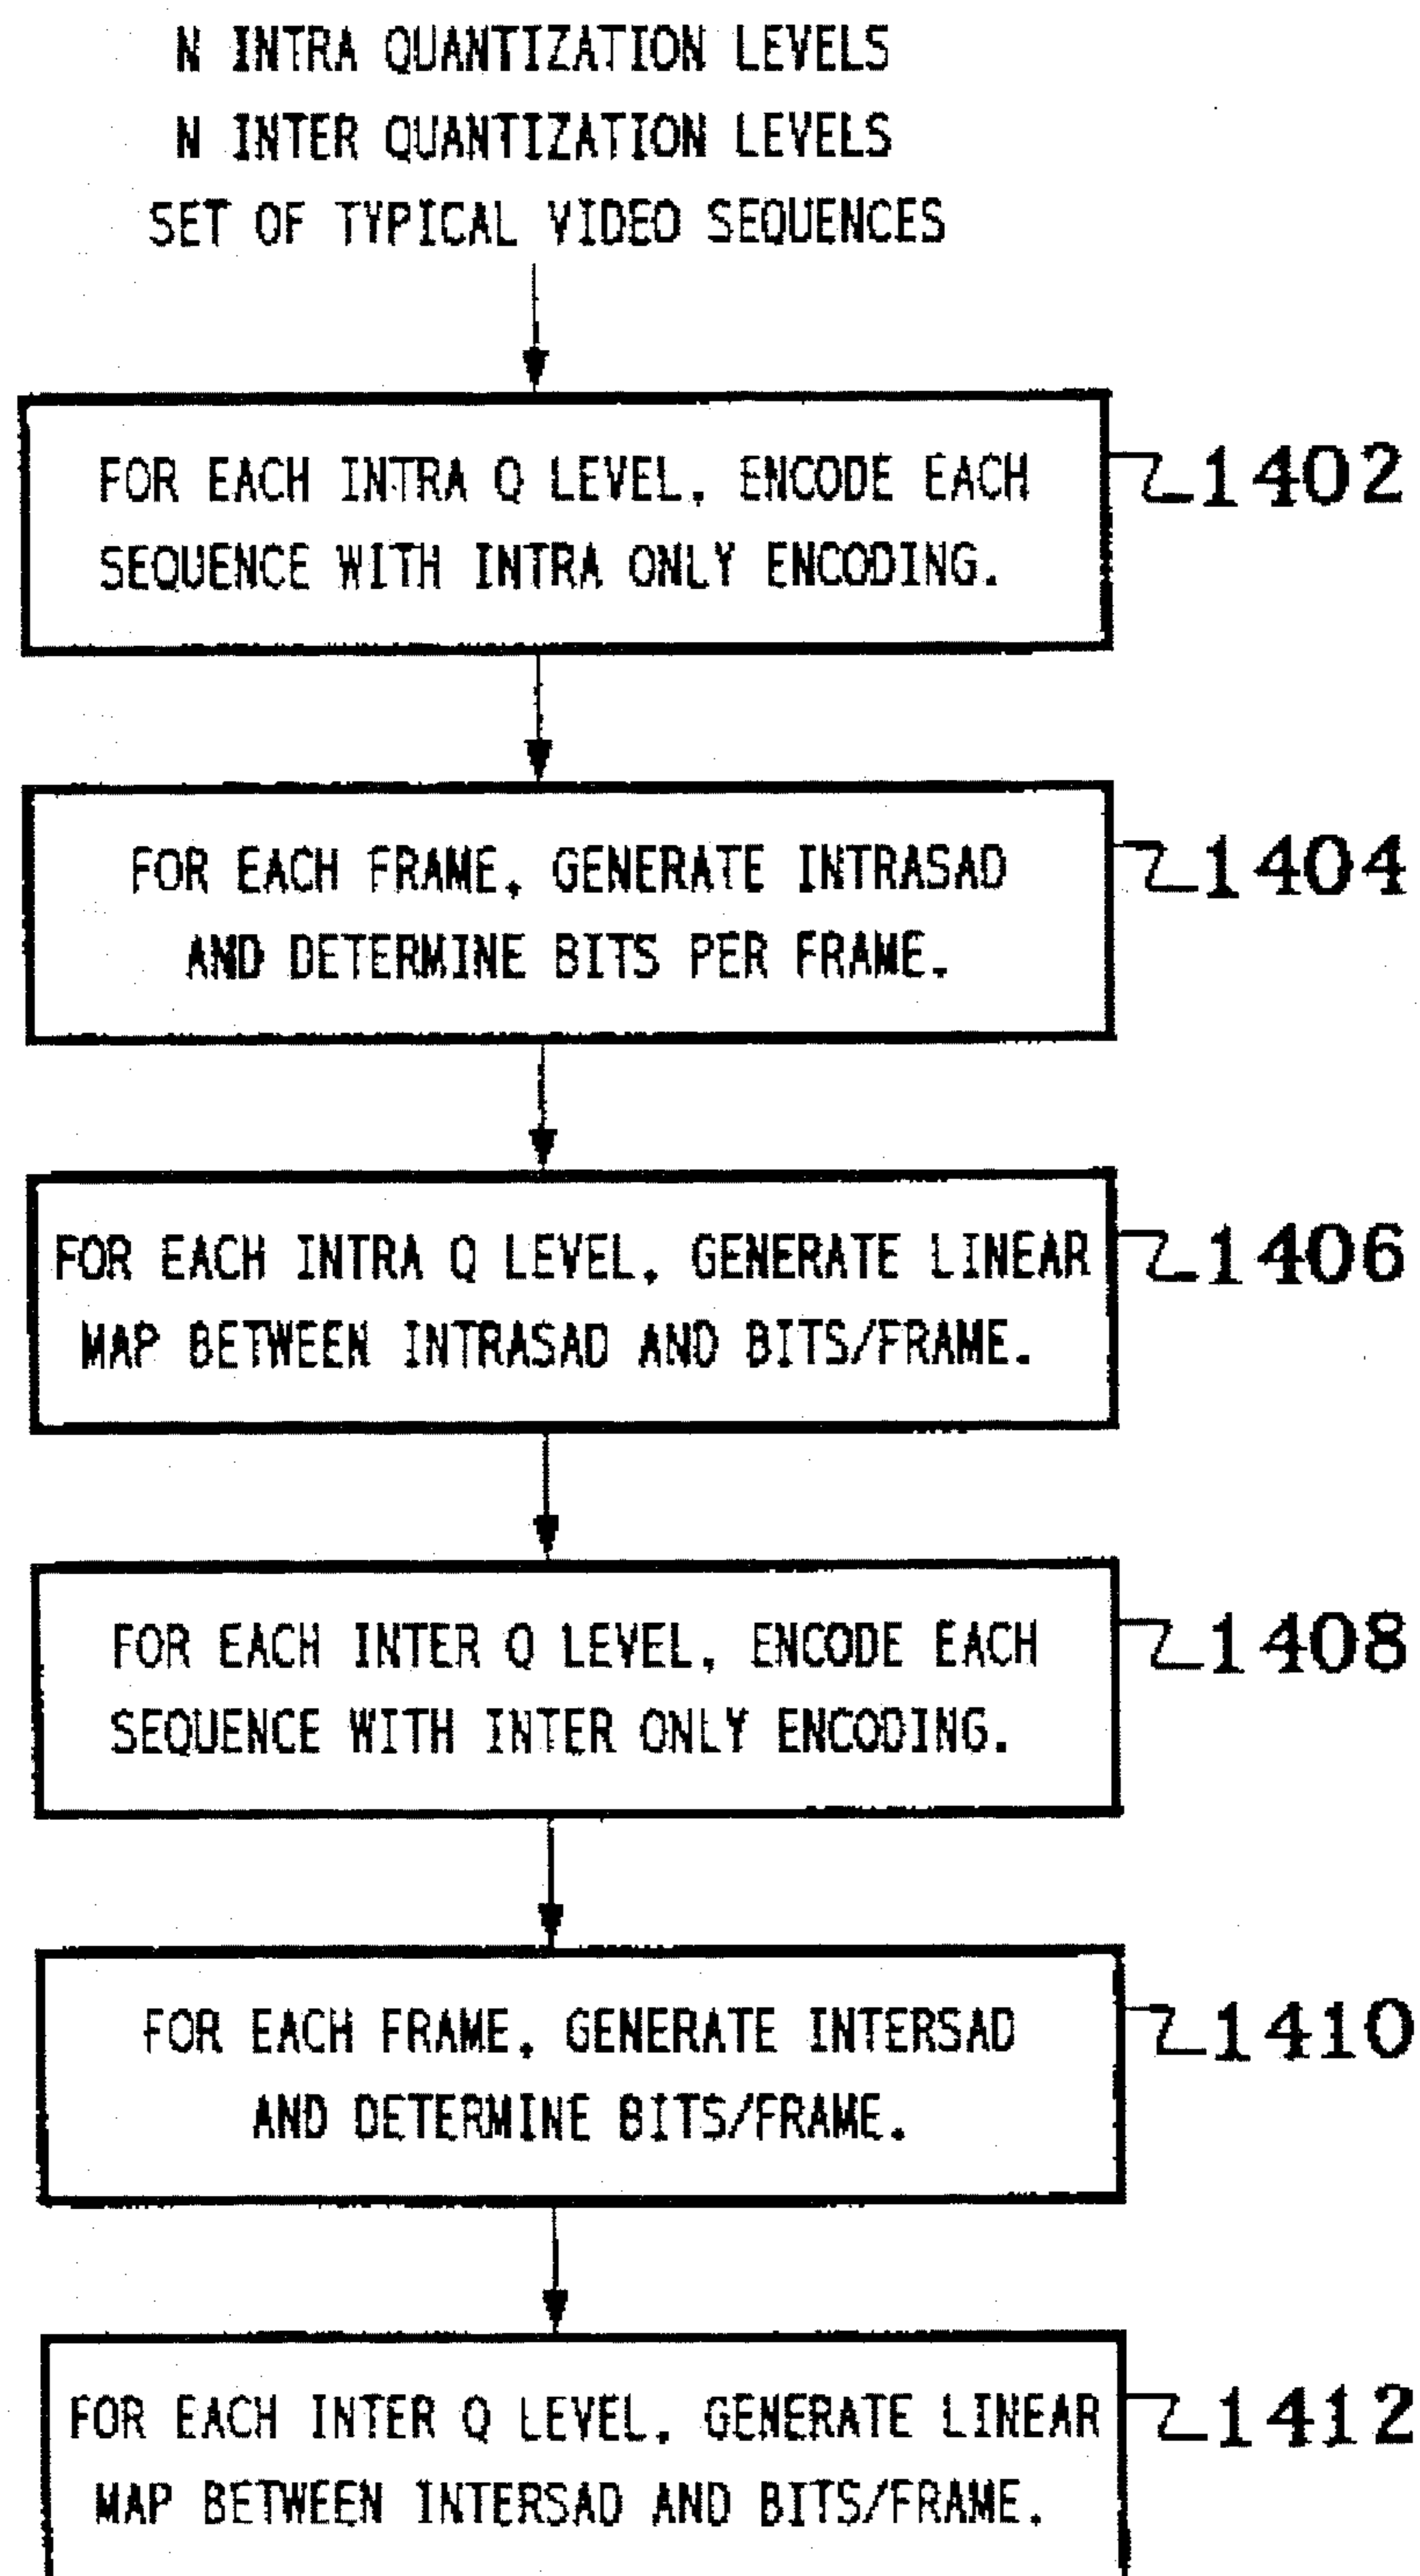 N INTRA QUANTIZATION LEVELS
N INTER QUANTIZATION LEVELS
SET OF TYPICAL VIDEO SEQUENCES
FOR EACH INTRA Q LEVEL, ENCODE EACH
SEQUENCE WITH INTRA ONLY ENCODING.
1402
FOR EACH FRAME, GENERATE INTRASAD
AND DETERMINE BITS PER FRAME.
1404
FOR EACH INTRA Q LEVEL, GENERATE LINEAR
MAP BETWEEN INTRASAD AND BITS/FRAME.
1406
FOR EACH INTER Q LEVEL, ENCODE EACH
SEQUENCE WITH INTER ONLY ENCODING.
1408
FOR EACH FRAME, GENERATE INTERSAD
AND DETERMINE BITS/FRAME.
1410
FOR EACH INTER Q LEVEL, GENERATE LINEAR
MAP BETWEEN INTERSAD AND BITS/FRAME.
1412